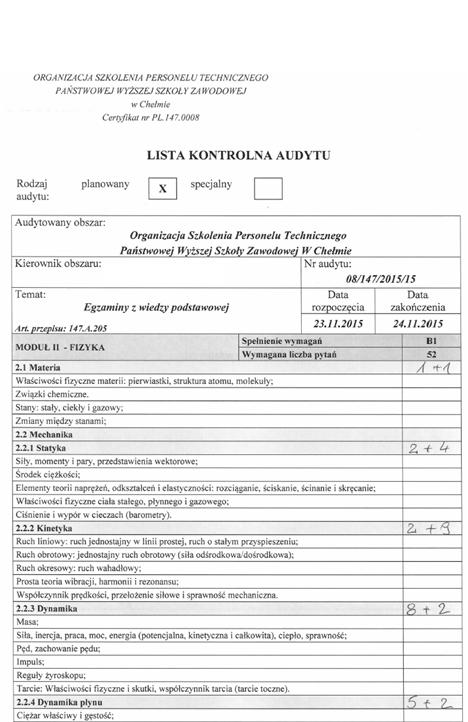 ORGANIZACJA SZKOLENIA PERSONELU TECHNICZNEGO
PAŃSTWOWEJ WYŻSZEJ SZKOŁY ZAWODOWEJ
w Chełmie
Certyfikat nr PL.147.0008
LISTA KONTROLNA AUDYTU
Rodzaj audytu: planowany X specjalny
Audytowany obszar:
Organizacja Szkolenia Personelu Technicznego
Państwowej Wyższej Szkoły Zawodowej W Chełmie
Kierownik obszaru: Nr audytu:
08/147/2015/15
Temat: Data rozpoczęcia Data zakończenia
Egzaminy z wiedzy podstawowej
Art. przepisu: 147.A.205 23.11.2015 24.11.2015
MODUŁ II - FIZYKA Spełnienie wymagań B1
Wymagana liczba pytań 52
2.1 Materia 1+1
Właściwości fizyczne materii: pierwiastki, struktura atomu, molekuły;
Związki chemiczne.
Stany: stały, ciekły i gazowy;
Zmiany między stanami;
2.2 Mechanika
2.2.1 Statyka 2+4
Siły, momenty i pary, przedstawienia wektorowe;
Środek ciężkości;
Elementy teorii naprężeń, odkształceń i elastyczności: rozciąganie, ściskanie, ścinanie i skręcanie;
Właściwości fizyczne ciała stałego, płynnego i gazowego;
Ciśnienie i wypór w cieczach (barometry).
2.2.2 Kinetyka 2+9
Ruch liniowy: ruch jednostajny w linii prostej, ruch o stałym przyspieszeniu;
Ruch obrotowy: jednostajny ruch obrotowy (siła odśrodkowa/dośrodkowa);
Ruch okresowy: ruch wahadłowy;
Prosta teoria wibracji, harmonii i rezonansu;
Współczynnik prędkości, przełożenie siłowe i sprawność mechaniczna.
2.2.3 Dynamika 8+2
Masa;
Siła, inercja, praca, moc, energia (potencjalna, kinetyczna i całkowita), ciepło, sprawność;
Pęd, zachowanie pędu;
Impuls;
Reguły żyroskopu;
Tarcie: Właściwości fizyczne i skutki, współczynnik tarcia (tarcie toczne).
2.2.4 Dynamika płynu 5+2
Ciężar właściwy i gęstość;